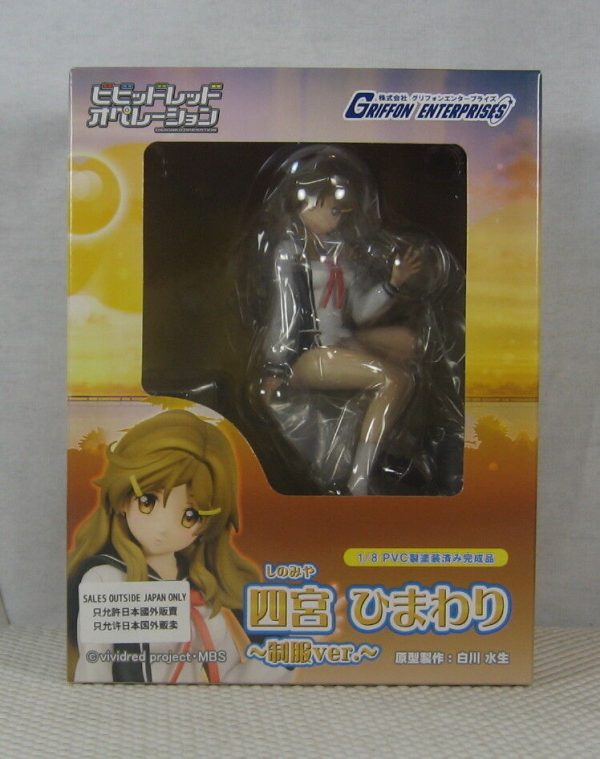 ビビッドレッド
オペレーション
株式会社 グリフォンエンタープライズ
GRIFFON ENTERPRISES
1/8 PVC製塗装済み完成品
しのみや
四宮 ひまわり
～制服ver.～
原型製作：白川 水生
SALES OUTSIDE JAPAN ONLY
只允許日本國外販賣
只允许日本国外贩卖
©vividred project・MBS